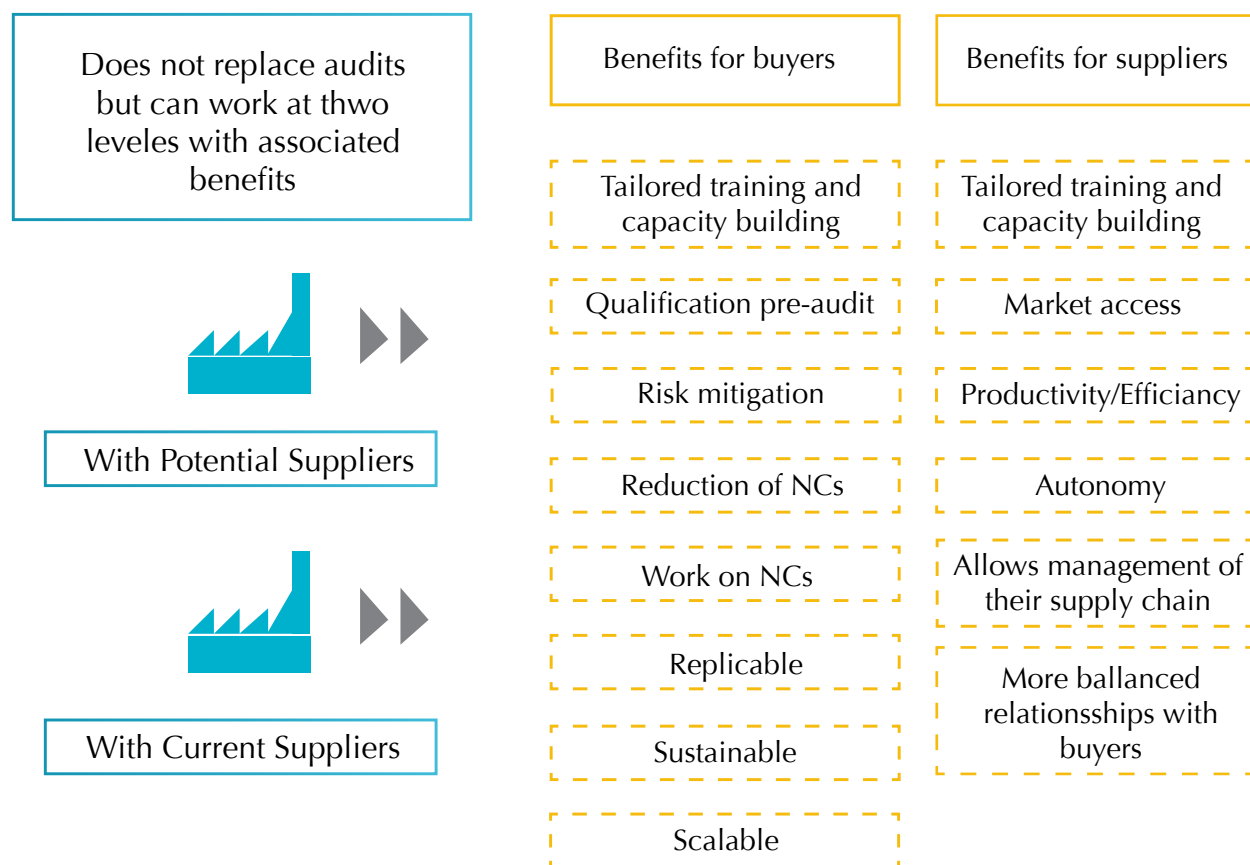 Does not replace audits
but can work at thwo
leveles with associated
benefits
With Potential Suppliers
With Current Suppliers
Benefits for buyers
Tailored training and
capacity building
Qualification pre-audit
Risk mitigation
Reduction of NCs
Work on NCs
Replicable
Sustainable
Scalable
Benefits for suppliers
Tailored training and
capacity building
Market access
Productivity/Efficiancy
Autonomy
Allows management of
their supply chain
More ballanced
relationsships with
buyers